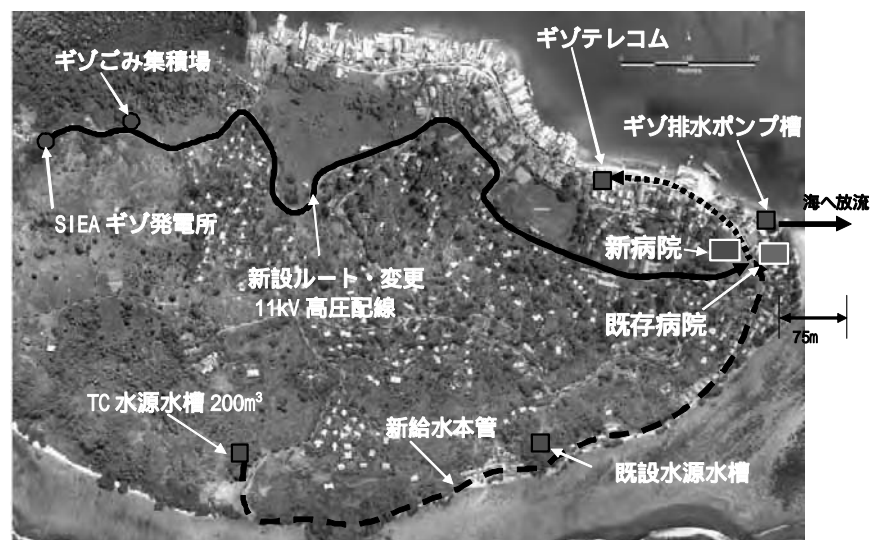 ギゾテレコム
ギゾごみ集積場
ギゾ排水ポンプ槽
海へ放流
SIEA ギゾ発電所
新病院
新設ルート・変更
11kV 高圧配線
既存病院
75m
TC 水源水槽 200m³
新給水本管
既設水源水槽